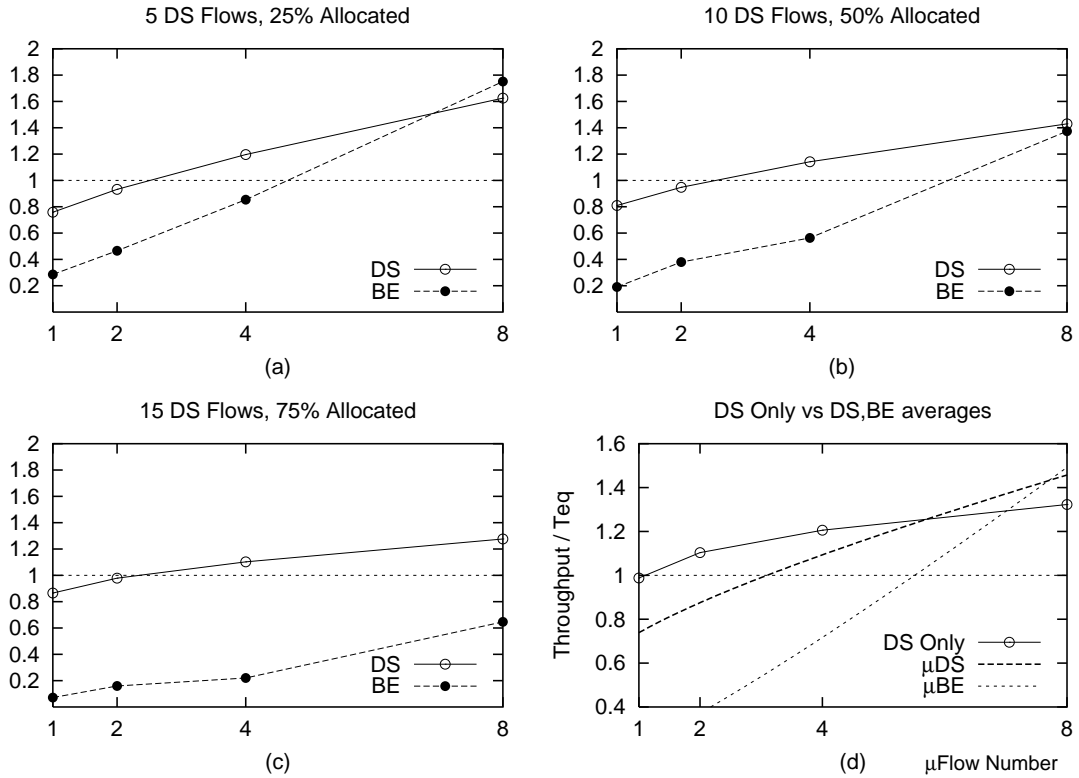 5 DS Flows, 25% Allocated
2
1.8
1.6
1.4
1.2
1
0.8
0.6
0.4
0.2
DS
BE
1 2 4 8
(a)
10 DS Flows, 50% Allocated
2
1.8
1.6
1.4
1.2
1
0.8
0.6
0.4
0.2
DS
BE
1 2 4 8
(b)
15 DS Flows, 75% Allocated
2
1.8
1.6
1.4
1.2
1
0.8
0.6
0.4
0.2
DS
BE
1 2 4 8
(c)
DS Only vs DS,BE averages
Throughput / Teq
1.6
1.4
1.2
1
0.8
0.6
0.4
DS Only
μDS
μBE
1 2 4 8
(d)
μFlow Number